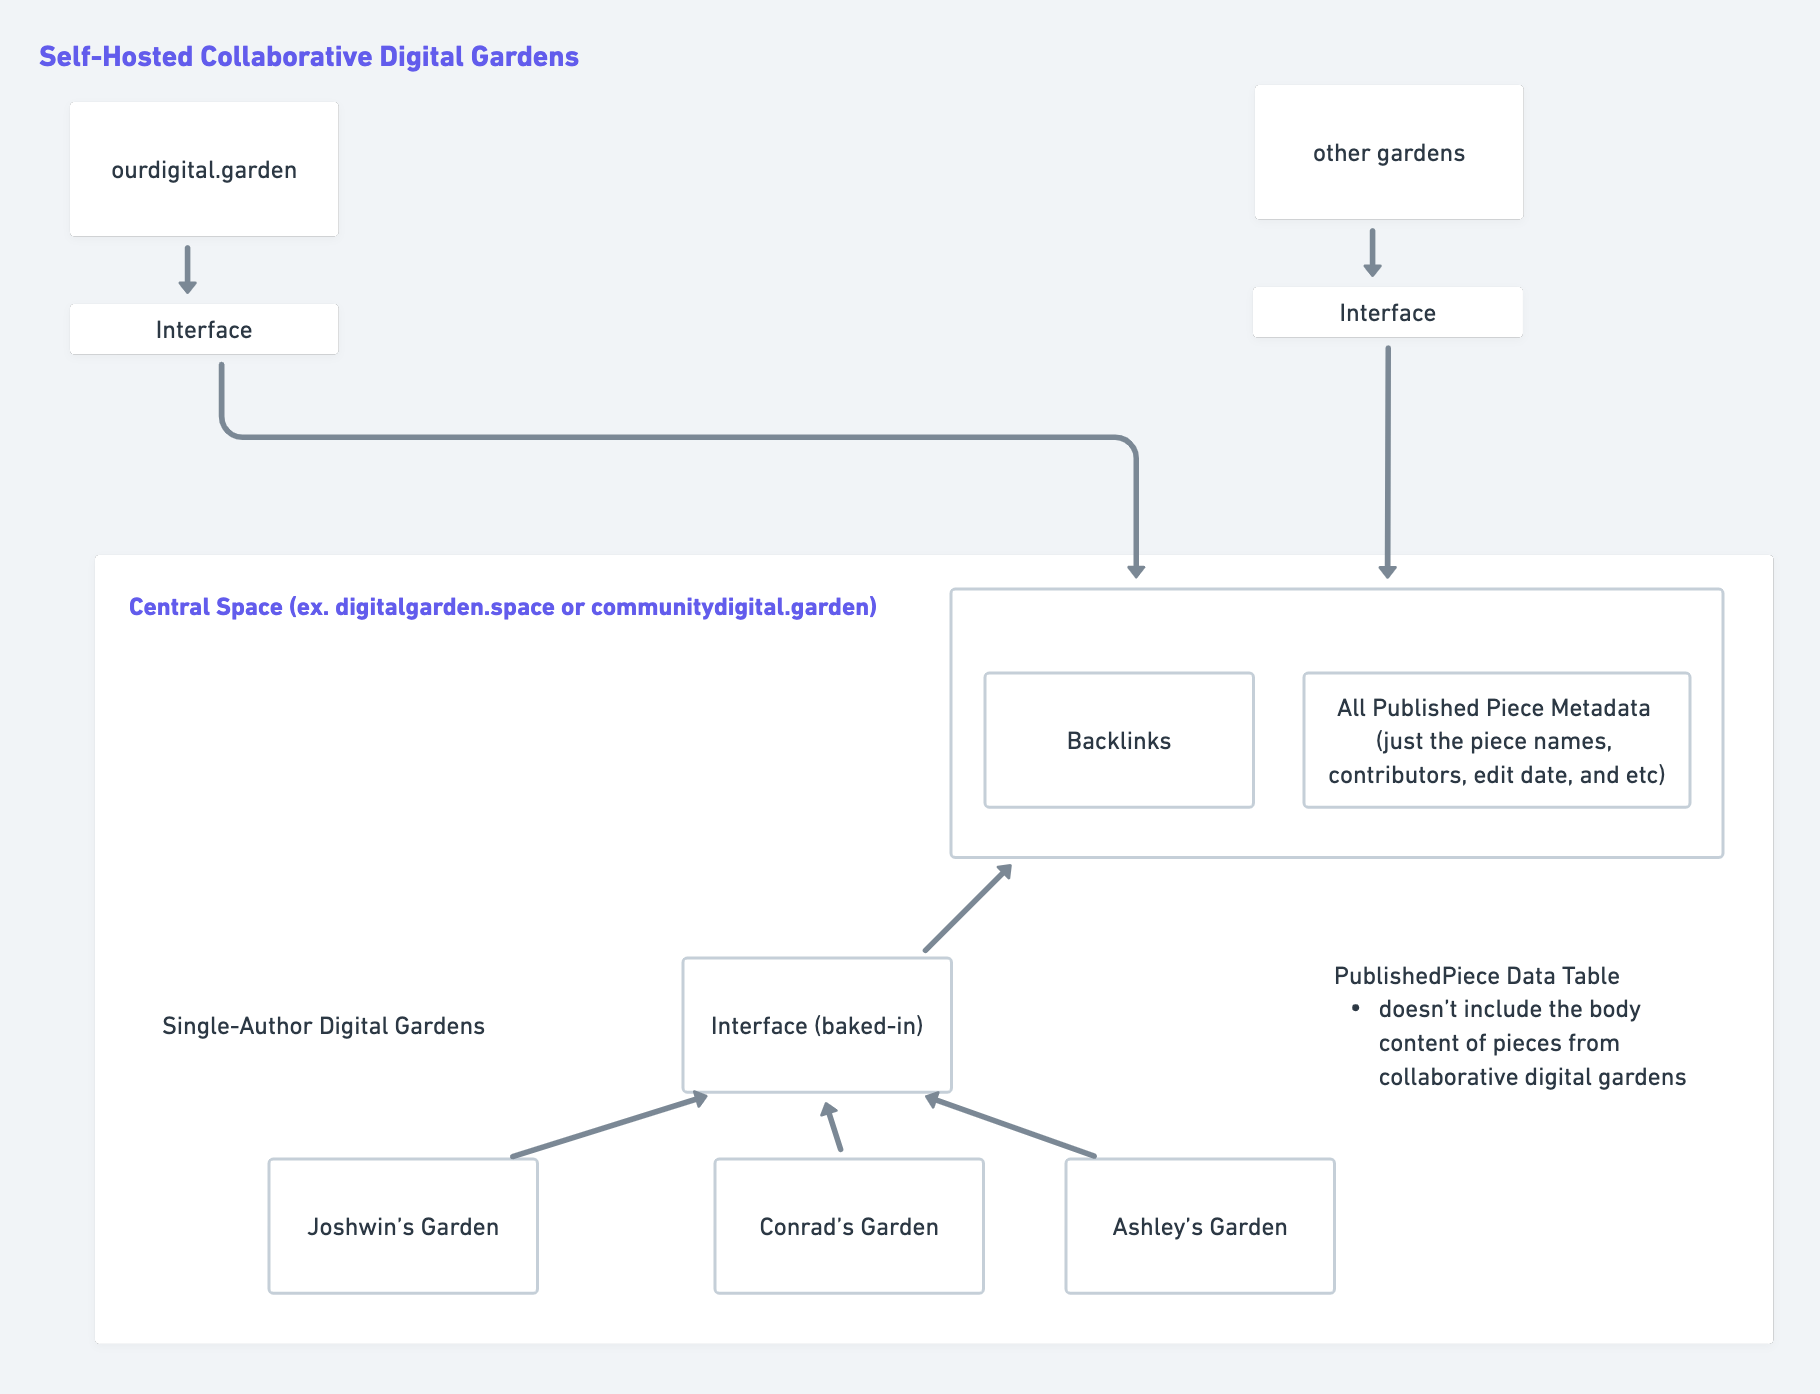 Self-Hosted Collaborative Digital Gardens
ourdigital.garden
other gardens
Interface
Interface
Central Space (ex. digitalgarden.space or communitydigital.garden)
Backlinks
All Published Piece Metadata
(just the piece names,
contributors, edit date, and etc)
Single-Author Digital Gardens
Interface (baked-in)
PublishedPiece Data Table
• doesn’t include the body
content of pieces from
collaborative digital gardens
Joshwin’s Garden
Conrad’s Garden
Ashley’s Garden